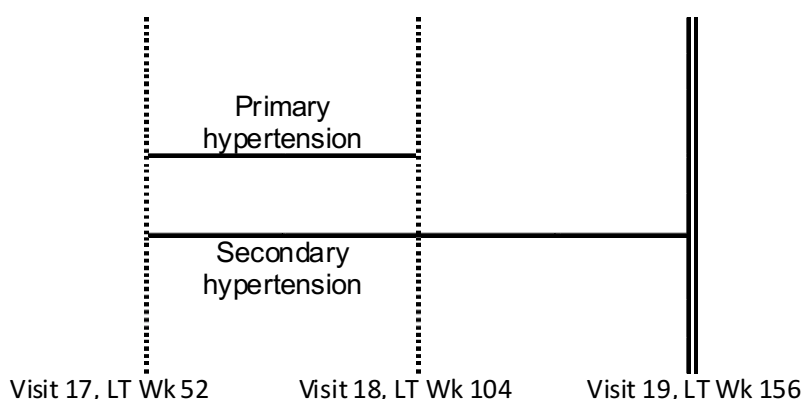 Primary
hypertension
Secondary
hypertension
Visit 17, LT Wk 52 Visit 18, LT Wk 104 Visit 19, LT Wk 156